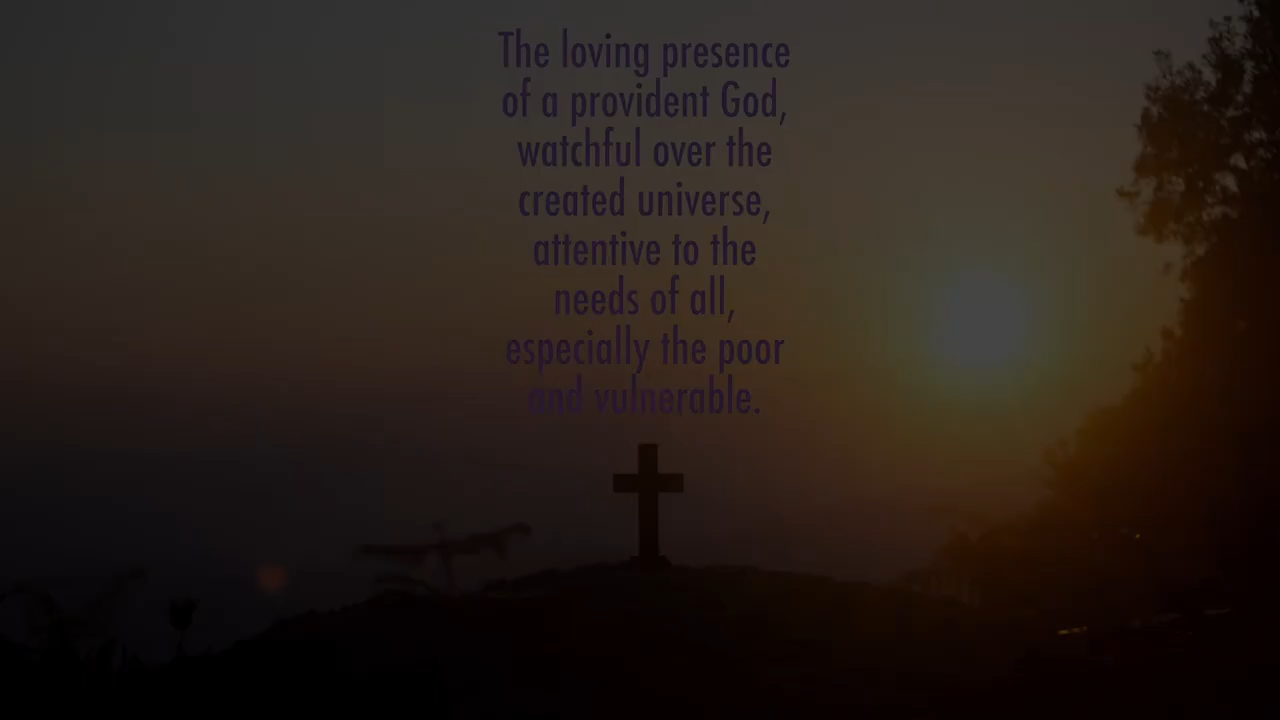 The loving presence
of a provident God,
watchful over the
created universe,
attentive to the
needs of all,
especially the poor
and vulnerable.